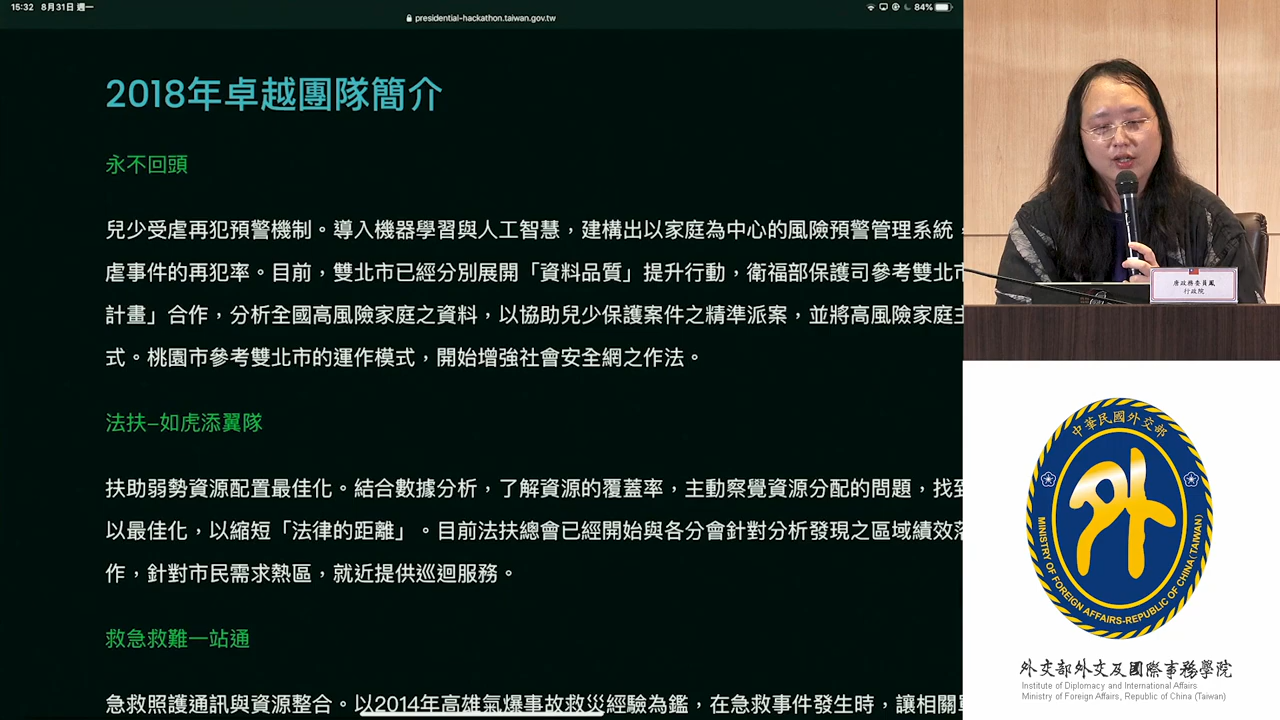 15:32 8月31日 週一
presidential-hackathon.taiwan.gov.tw
84%
2018年卓越團隊簡介
永不回頭
兒少受虐再犯預警機制。導入機器學習與人工智慧，建構出以家庭為中心的風險預警管理系統，
虐事件的再犯率。目前，雙北市已經分別展開「資料品質」提升行動，衛福部保護司參考雙北市
計畫」合作，分析全國高風險家庭之資料，以協助兒少保護案件之精準派案，並將高風險家庭主
式。桃園市參考雙北市的運作模式，開始增強社會安全網之作法。
法扶–如虎添翼隊
扶助弱勢資源配置最佳化。結合數據分析，了解資源的覆蓋率，主動察覺資源分配的問題，找到
以最佳化，以縮短「法律的距離」。目前法扶總會已經開始與各分會針對分析發現之區域績效落
作，針對市民需求熱區，就近提供巡迴服務。
救急救難一站通
急救照護通訊與資源整合。以2014年高雄氣爆事故救災經驗為鑑，在急救事件發生時，讓相關單
唐政務委員鳳
行政院
中華民國外交部
外
MINISTRY OF FOREIGN AFFAIRS-REPUBLIC OF CHINA (TAIWAN)
外交部外交及國際事務學院
Institute of Diplomacy and International Affairs
Ministry of Foreign Affairs, Republic of China (Taiwan)